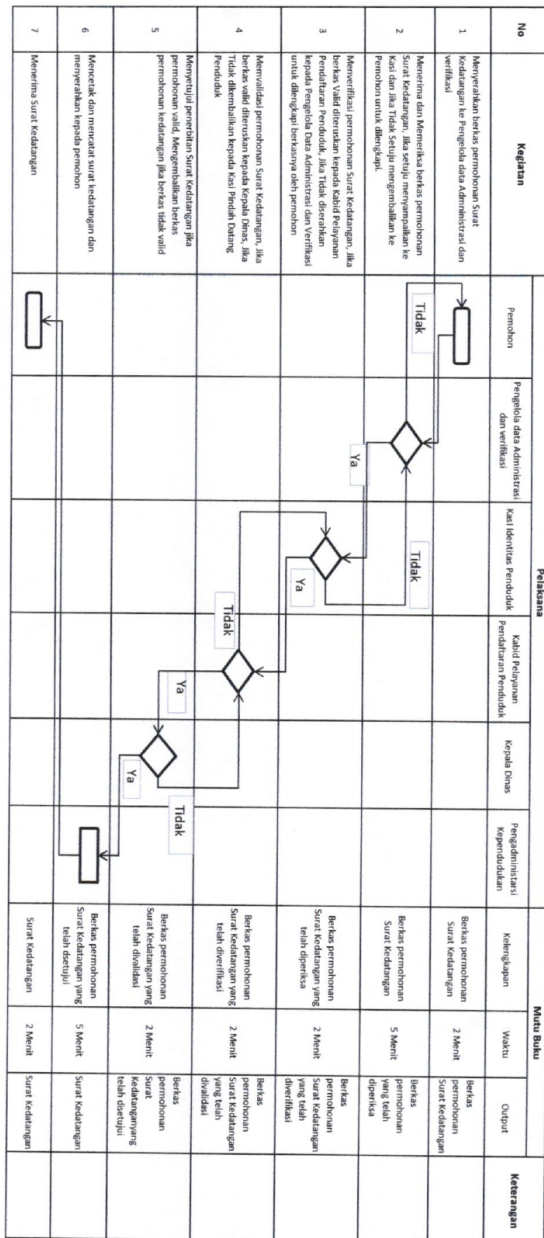 No
Kegiatan
Pelaksana
Mutu Buku
Keterangan
Pemohon
Pengelola data Administrasi
dan verifikasi
Kasi Identitas Penduduk
Kabid Pelayanan
Pendaftaran Penduduk
Kepala Dinas
Pengadministarsi
Kependudukan
Kelengkapan
Waktu
Output
1
Menyerahkan berkas permohonan Surat
Kedatangan ke Pengelola data Administrasi dan
verifikasi
Berkas permohonan
Surat Kedatangan
2 Menit
Berkas
permohonan
Surat Kedatangan
2
Menerima dan Memeriksa berkas permohonan
Surat Kedatangan, Jika setuju menyampaikan ke
Kasi dan Jika Tidak Setuju mengembalikan ke
Pemohon untuk dilengkapi.
Tidak
Ya
Berkas permohonan
Surat Kedatangan
5 Menit
Berkas
permohonan
yang telah
diperiksa
3
Memverifikasi permohonan Surat Kedatangan, Jika
berkas Valid diteruskan kepada Kabid Pelayanan
Pendaftaran Penduduk, Jika Tidak diserahkan
kepada Pengelola Data Administrasi dan Verifikasi
untuk dilengkapi berkasnya oleh pemohon
Tidak
Ya
Berkas permohonan
Surat Kedatangan yang
telah diperiksa
2 Menit
Berkas
permohonan
Surat Kedatangan
yang telah
diverifikasi
4
Memvalidasi permohonan Surat Kedatangan, Jika
berkas valid diteruskan kepada Kepala Dinas, Jika
Tidak dikembalikan kepada Kasi Pindah Datang
Penduduk
Tidak
Ya
Berkas permohonan
Surat Kedatangan yang
telah diverifikasi
2 Menit
Berkas
permohonan
Surat Kedatangan
yang telah
divalidasi
5
Menyetujui penerbitan Surat Kedatangan jika
permohonan valid, Mengembalikan berkas
permohonan kedatangan jika berkas tidak valid
Tidak
Ya
Berkas permohonan
Surat Kedatangan yang
telah divalidasi
2 Menit
Berkas
permohonan
Surat
Kedatanganyang
telah disetujui
6
Mencetak dan mencatat surat kedatangan dan
menyerahkan kepada pemohon
Berkas permohonan
Surat Kedatangan yang
telah dsetujui
5 Menit
Surat Kedatangan
7
Menerima Surat Kedatangan
Surat Kedatangan
2 Menit
Surat Kedatangan